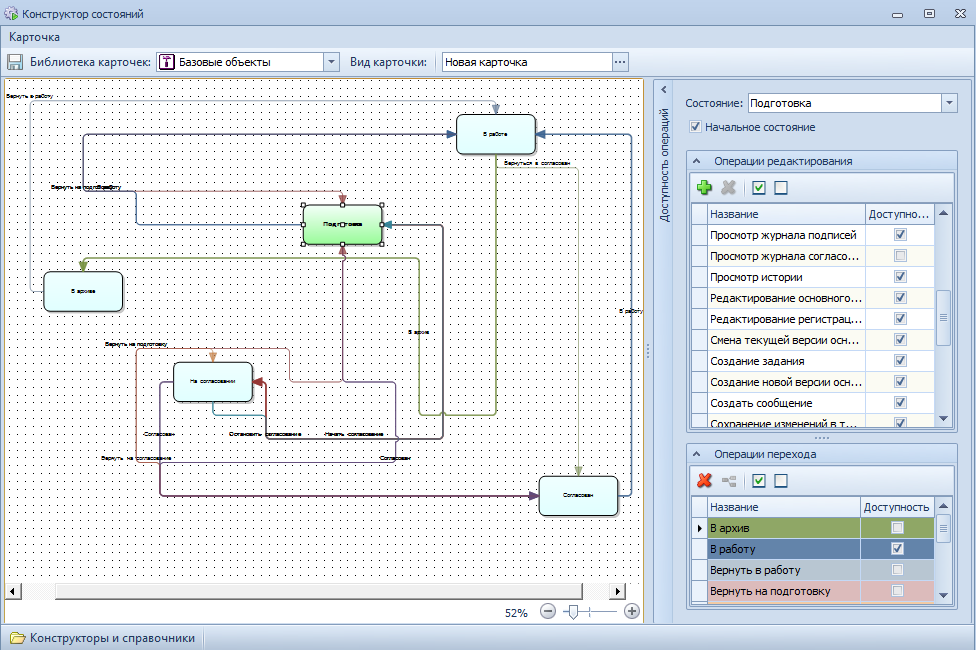 Конструктор состояний
Карточка
Библиотека карточек: Базовые объекты Вид карточки: Новая карточка ...
Вернуть в работу
В работе
Вернуться в согласован
Вернуть на подготовку
Подготовка
В архиве
В работу
В архив
Вернуть на подготовку
На согласовании
Согласован
Остановить согласование
Начать согласование
Вернуть на согласование
Согласован
Согласован
52%
Доступность операций
Состояние: Подготовка
Начальное состояние
Операции редактирования
Название Доступно...
Просмотр журнала подписей
Просмотр журнала согласо...
Просмотр истории
Редактирование основного...
Редактирование регистрац...
Смена текущей версии осн...
Создание задания
Создание новой версии осн...
Создать сообщение
Сохранение изменений в т...
Операции перехода
Название Доступность
В архив
В работу
Вернуть в работу
Вернуть на подготовку
Конструкторы и справочники